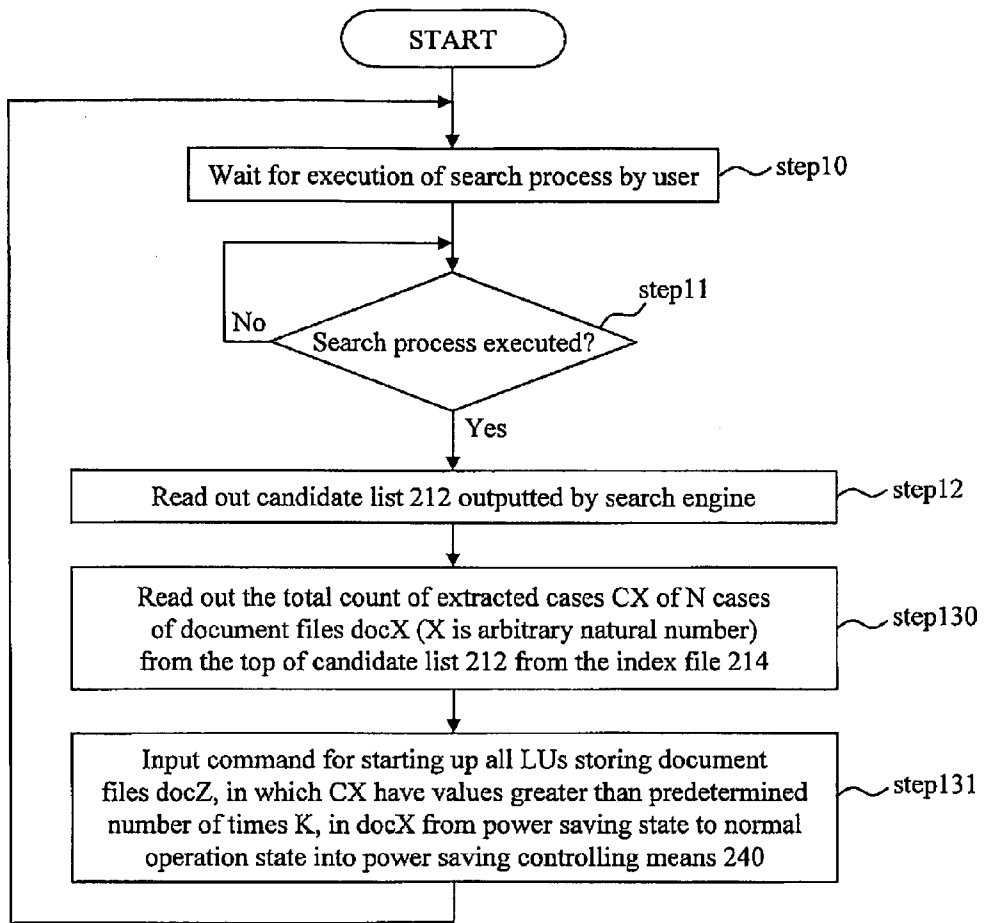 START
Wait for execution of search process by user
step10
step11
No
Search process executed?
Yes
Read out candidate list 212 outputted by search engine
step12
Read out the total count of extracted cases CX of N cases
of document files docX (X is arbitrary natural number)
from the top of candidate list 212 from the index file 214
step130
Input command for starting up all LUs storing document
files docZ, in which CX have values greater than predetermined
number of times K, in docX from power saving state to normal
operation state into power saving controlling means 240
step131